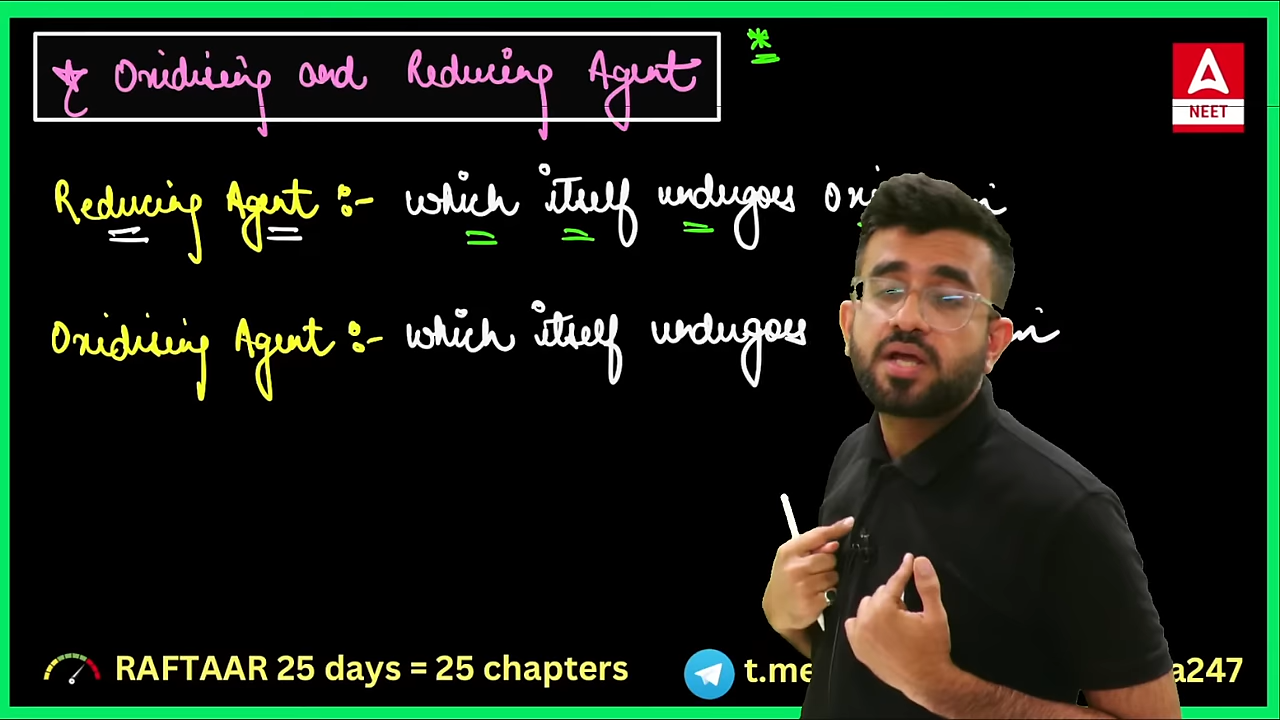 * Oxidising and Reducing Agent *
A
NEET
Reducing Agent :- which itself undergoes
Oxidising Agent :- which itself undergoes
RAFTAAR 25 days = 25 chapters
t.me
a247